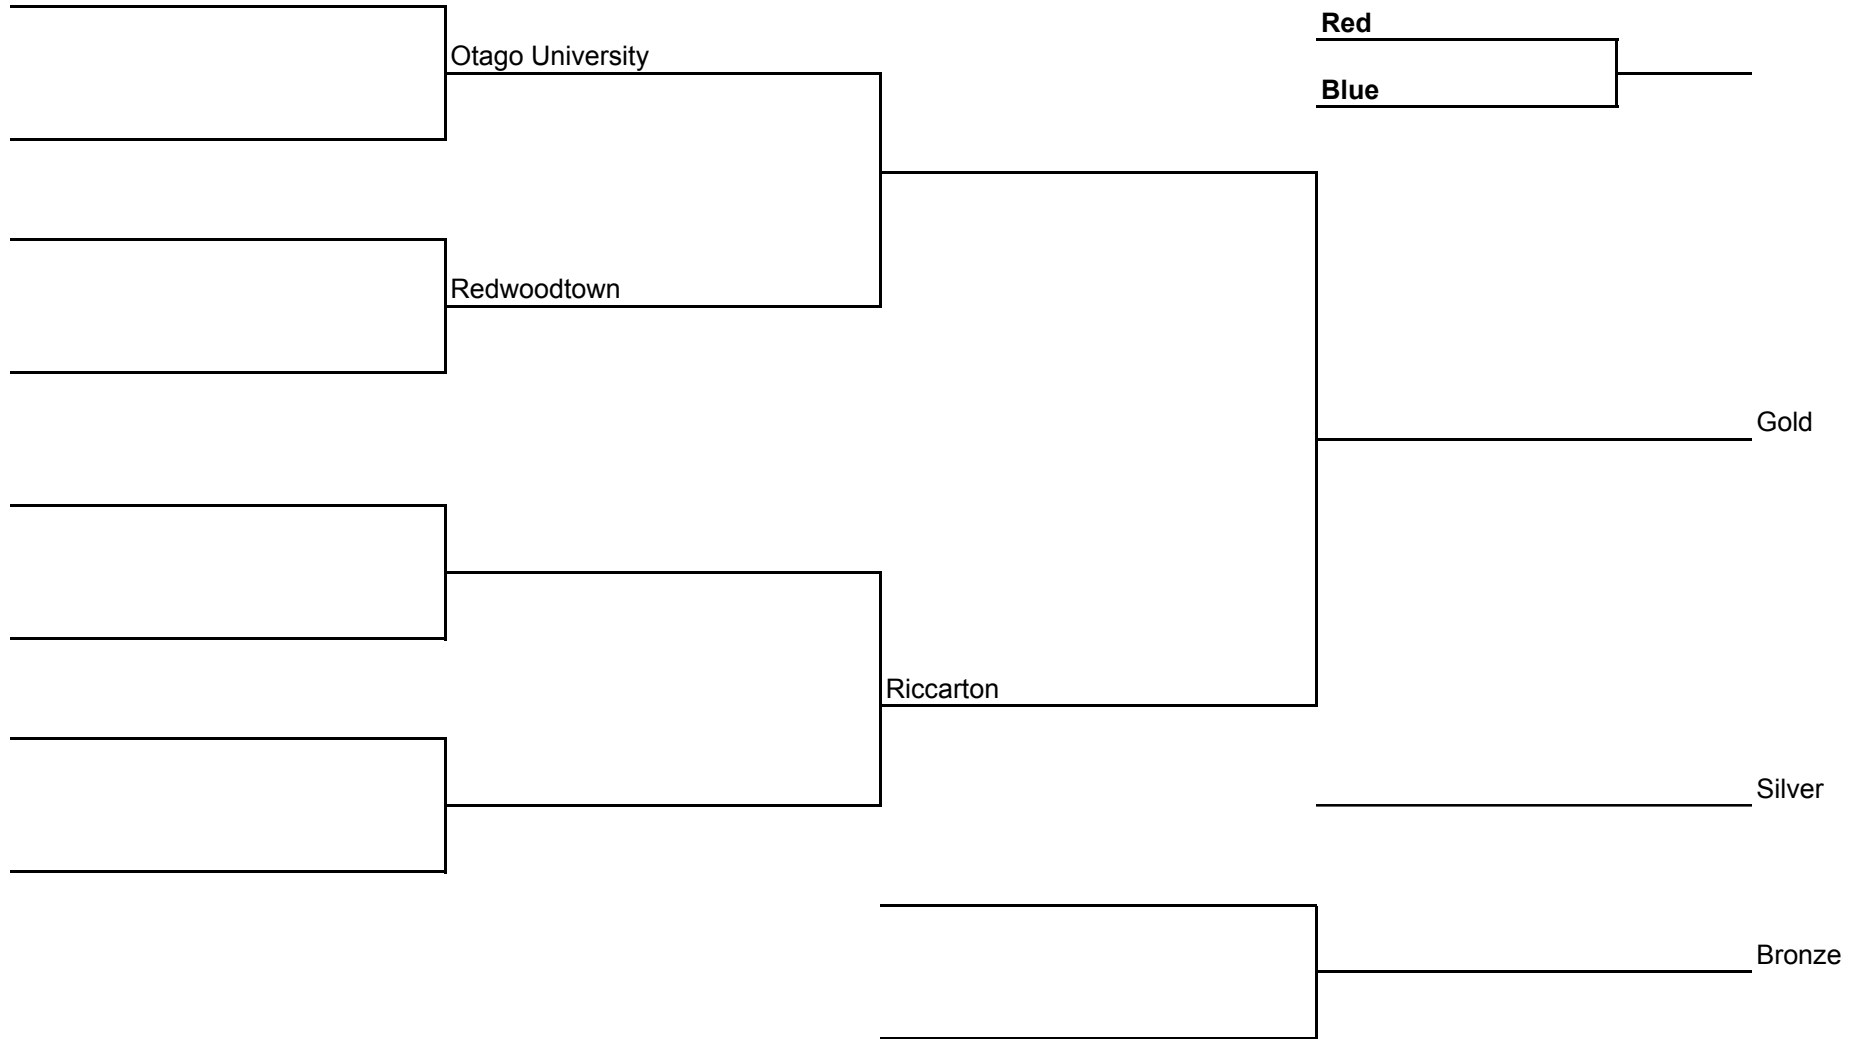 Red
Otago University
Blue
Redwoodtown
Gold
Riccarton
Silver
Bronze